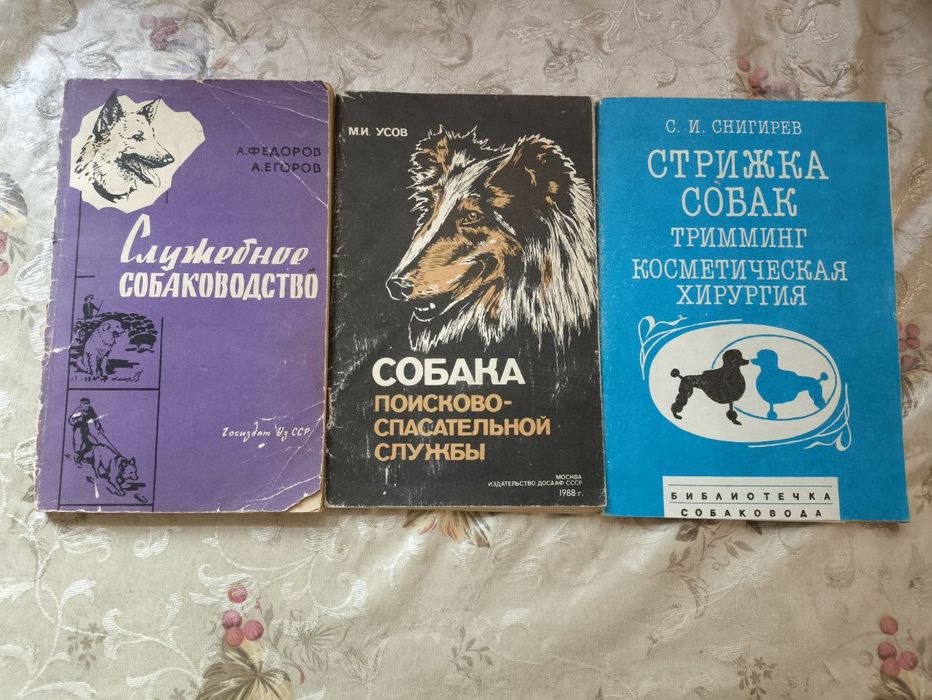 А. ФЕДОРОВ
А. ЕГОРОВ
Служебное
СОБАКОВОДСТВО
Госиздат Уз ССР
М.И. УСОВ
СОБАКА
ПОИСКОВО-
СПАСАТЕЛЬНОЙ
СЛУЖБЫ
МОСКВА
ИЗДАТЕЛЬСТВО ДОСААФ СССР
1988 г.
С. И. СНИГИРЕВ
СТРИЖКА
СОБАК
ТРИММИНГ
КОСМЕТИЧЕСКАЯ
ХИРУРГИЯ
БИБЛИОТЕЧКА
СОБАКОВОДА